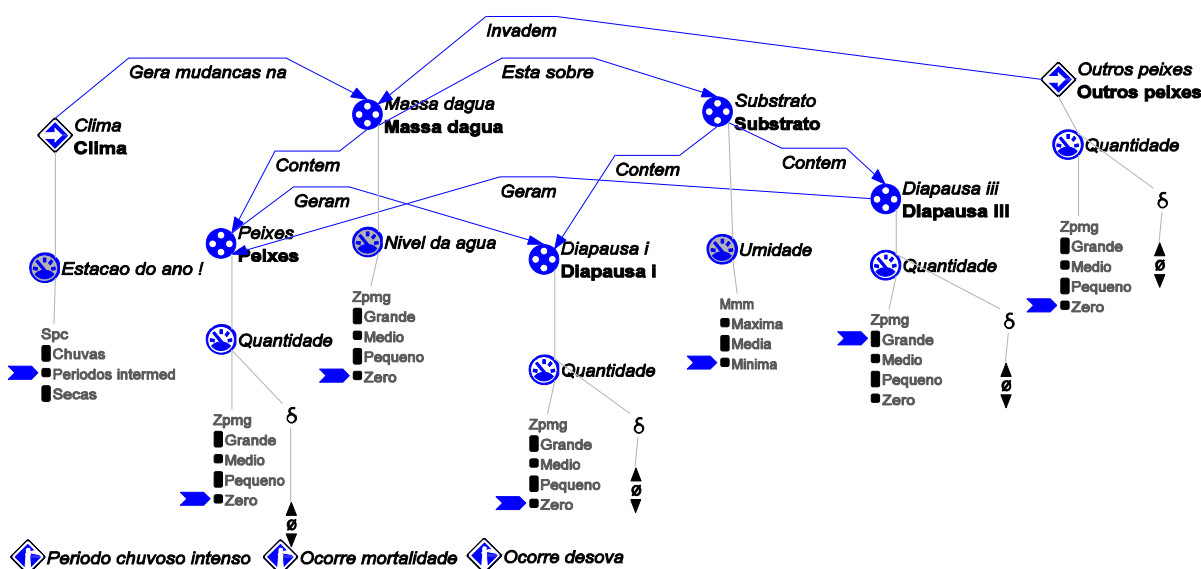 Invadem
Gera mudancas na
Esta sobre
Outros peixes
Outros peixes
Massa dagua
Massa dagua
Substrato
Substrato
Clima
Clima
Quantidade
Contem
Contem
Contem
Geram
Geram
Diapausa iii
Diapausa iii
δ
Peixes
Peixes
Nivel da agua
Diapausa i
Diapausa i
Umidade
Zpmg
Grande
Medio
Pequeno
Zero
ø
Estacao do ano !
Quantidade
Spc
Chuvas
Periodos intermed
Secas
Zpmg
Grande
Medio
Pequeno
Zero
Mmm
Maxima
Media
Minima
Zpmg
Grande
Medio
Pequeno
Zero
δ
ø
Quantidade
Quantidade
Zpmg
Grande
Medio
Pequeno
Zero
δ
ø
Zpmg
Grande
Medio
Pequeno
Zero
δ
ø
Periodo chuvoso intenso
Ocorre mortalidade
Ocorre desova